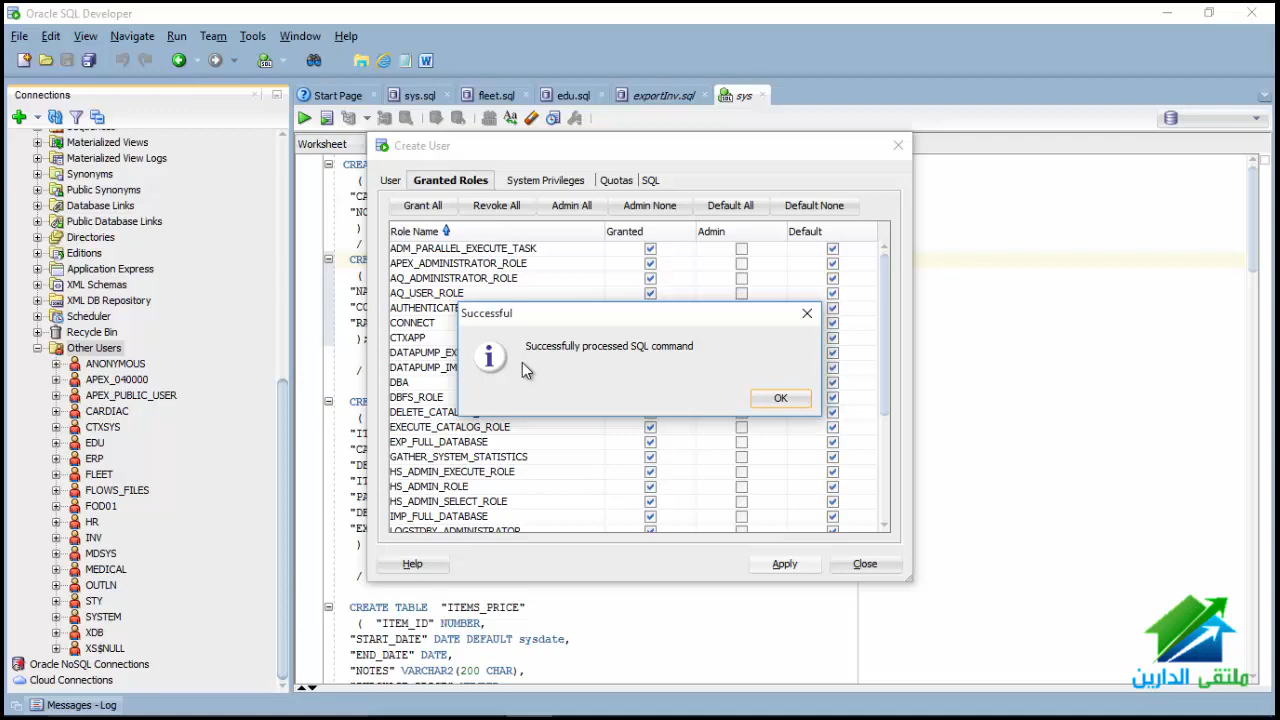 Oracle SQL Developer
File Edit View Navigate Run Team Tools Window Help
Connections
Start Page sys.sql fleet.sql edu.sql exportInv.sql sys
Worksheet
Materialized Views
Materialized View Logs
Synonyms
Public Synonyms
Database Links
Public Database Links
Directories
Editions
Application Express
XML Schemas
XML DB Repository
Scheduler
Recycle Bin
Other Users
ANONYMOUS
APEX_040000
APEX_PUBLIC_USER
CARDIAC
CTXSYS
EDU
ERP
FLEET
FLOWS_FILES
FOD01
HR
INV
MDSYS
MEDICAL
OUTLN
STY
SYSTEM
XDB
XS$NULL
Oracle NoSQL Connections
Cloud Connections
Create User
User Granted Roles System Privileges Quotas SQL
Grant All Revoke All Admin All Admin None Default All Default None
Role Name Granted Admin Default
ADM_PARALLEL_EXECUTE_TASK
APEX_ADMINISTRATOR_ROLE
AQ_ADMINISTRATOR_ROLE
AQ_USER_ROLE
AUTHENTICATE
CONNECT
CTXAPP
DATAPUMP_EX
DATAPUMP_IM
DBA
DBFS_ROLE
DELETE_CATAL
EXECUTE_CATALOG_ROLE
EXP_FULL_DATABASE
GATHER_SYSTEM_STATISTICS
HS_ADMIN_EXECUTE_ROLE
HS_ADMIN_ROLE
HS_ADMIN_SELECT_ROLE
IMP_FULL_DATABASE
LOGSTDBY_ADMINISTRATOR
Successful
Successfully processed SQL command
OK
Help Apply Close
CREATE TABLE "ITEMS_PRICE"
( "ITEM_ID" NUMBER,
"START_DATE" DATE DEFAULT sysdate,
"END_DATE" DATE,
"NOTES" VARCHAR2(200 CHAR),
ملتقى الدارين
Messages - Log